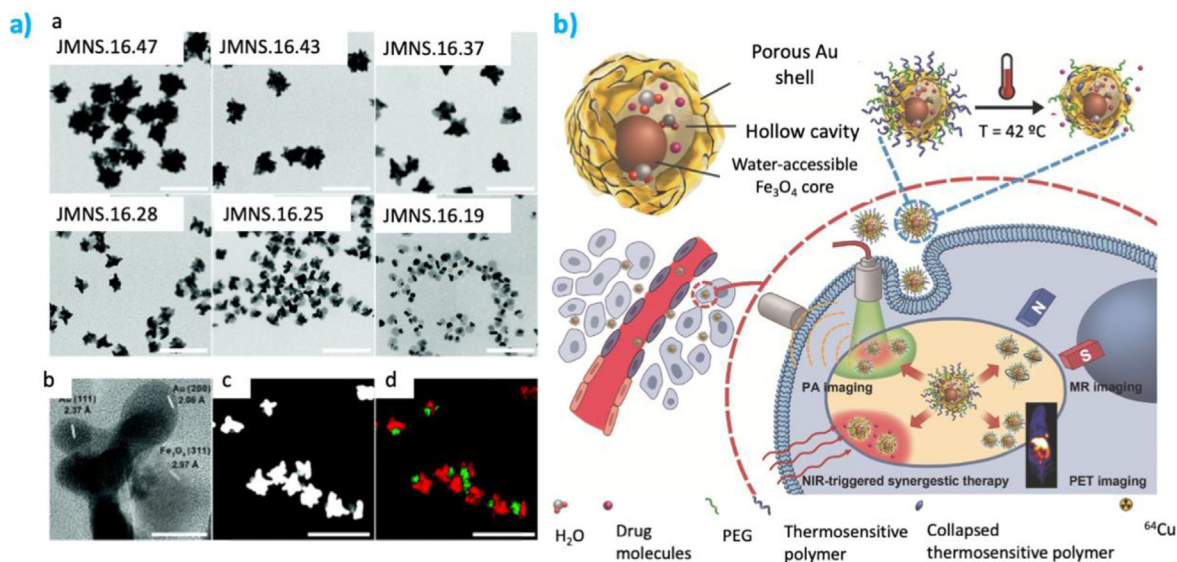 a)
a
JMNS.16.47
JMNS.16.43
JMNS.16.37
JMNS.16.28
JMNS.16.25
JMNS.16.19
b
Au (111)
2.37 Å
Au (200)
2.06 Å
Fe3O4 (311)
2.97 Å
c
d
b)
Porous Au
shell
Hollow cavity
Water-accessible
Fe3O4 core
T = 42 ºC
N
S
PA imaging
MR imaging
NIR-triggered synergestic therapy
PET imaging
H2O
Drug
molecules
PEG
Thermosensitive
polymer
Collapsed
thermosensitive polymer
64Cu